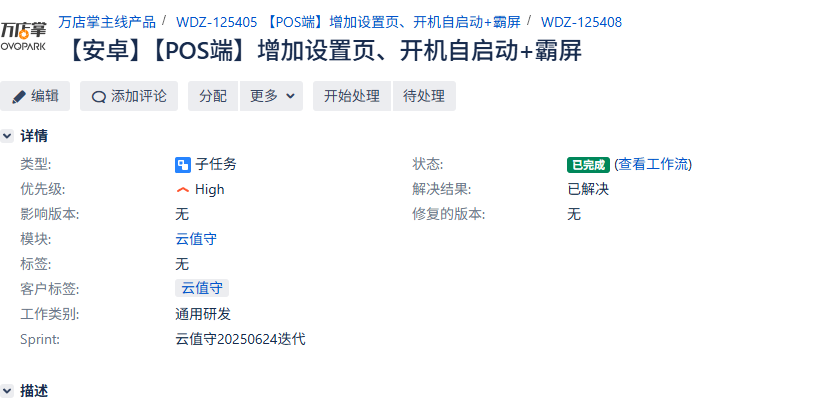 万店掌
OVOPARK
万店掌主线产品 / WDZ-125405 【POS端】增加设置页、开机自启动+霸屏 / WDZ-125408
【安卓】【POS端】增加设置页、开机自启动+霸屏
编辑 添加评论 分配 更多 开始处理 待处理
详情
类型: 子任务 状态: 已完成 (查看工作流)
优先级: High 解决结果: 已解决
影响版本: 无 修复的版本: 无
模块: 云值守
标签: 无
客户标签: 云值守
工作类别: 通用研发
Sprint: 云值守20250624迭代
描述